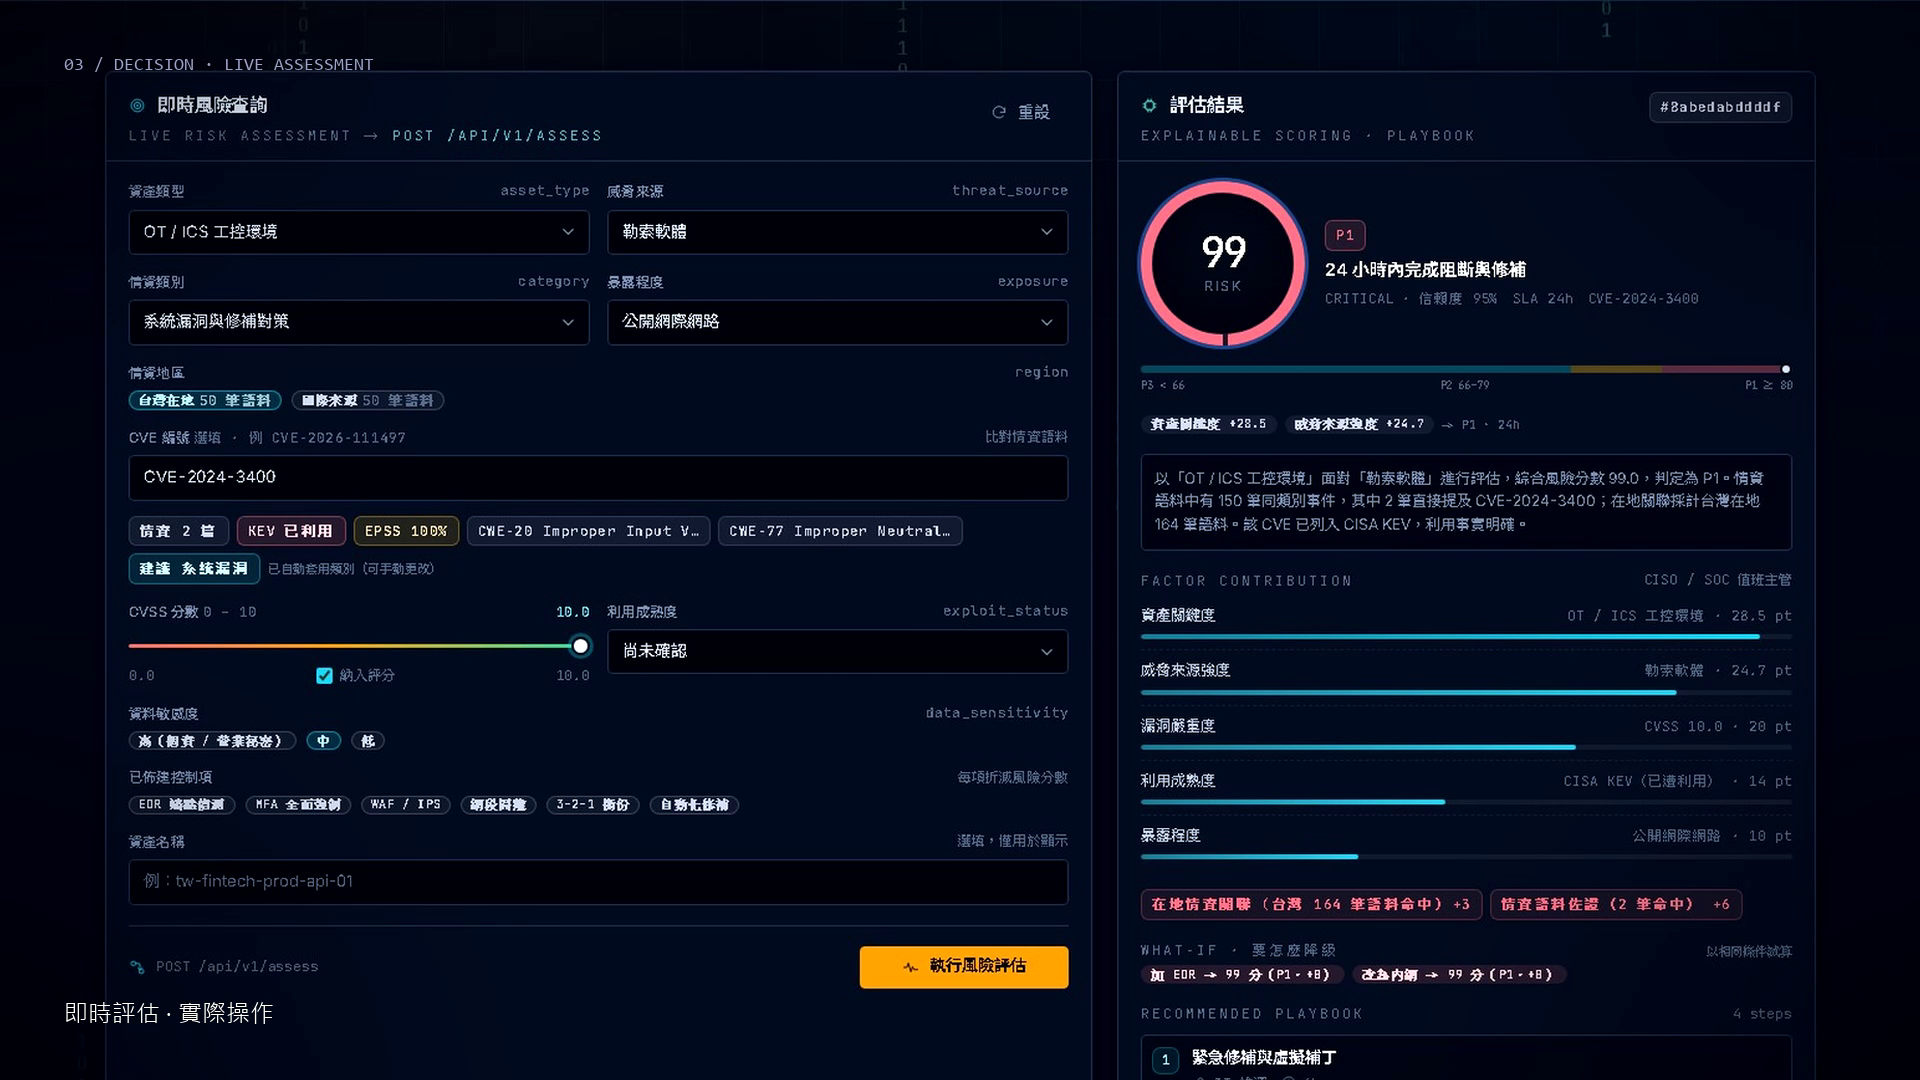 03 / DECISION · LIVE ASSESSMENT
即時風險查詢
重設
LIVE RISK ASSESSMENT → POST /API/V1/ASSESS
資產類型 asset_type
OT / ICS 工控環境
威脅來源 threat_source
勒索軟體
情資類別 category
系統漏洞與修補對策
暴露程度 exposure
公開網際網路
情資地區 region
台灣在地 50 筆語料
國際來源 50 筆語料
CVE 編號 選填 · 例 CVE-2026-111497
比對情資語料
CVE-2024-3400
情資 2 篇
KEV 已利用
EPSS 100%
CWE-20 Improper Input V…
CWE-77 Improper Neutral…
建議 系統漏洞
已自動套用類別（可手動更改）
CVSS 分數 0 – 10 10.0
0.0
納入評分
10.0
利用成熟度 exploit_status
尚未確認
資料敏感度 data_sensitivity
高（個資 / 營業秘密）
中
低
已佈建控制項
每項折減風險分數
EDR 端點偵測
MFA 全面強制
WAF / IPS
網段隔離
3-2-1 備份
自動化修補
資產名稱
選填，僅用於顯示
例：tw-fintech-prod-api-01
POST /api/v1/assess
執行風險評估
即時評估 · 實際操作
評估結果
#8abedabddddf
EXPLAINABLE SCORING · PLAYBOOK
99
RISK
P1
24 小時內完成阻斷與修補
CRITICAL · 信賴度 95% SLA 24h CVE-2024-3400
P3 < 66
P2 66–79
P1 ≥ 80
資產關鍵度 +28.5
威脅來源強度 +24.7
→ P1 · 24h
以「OT / ICS 工控環境」面對「勒索軟體」進行評估，綜合風險分數 99.0，判定為 P1。情資
語料中有 150 筆同類別事件，其中 2 筆直接提及 CVE-2024-3400；在地關聯採計台灣在地
164 筆語料。該 CVE 已列入 CISA KEV，利用事實明確。
FACTOR CONTRIBUTION
CISO / SOC 值班主管
資產關鍵度
OT / ICS 工控環境 · 28.5 pt
威脅來源強度
勒索軟體 · 24.7 pt
漏洞嚴重度
CVSS 10.0 · 20 pt
利用成熟度
CISA KEV（已遭利用） · 14 pt
暴露程度
公開網際網路 · 10 pt
在地情資關聯（台灣 164 筆語料命中）+3
情資語料佐證（2 筆命中） +6
WHAT-IF · 要怎麼降級
以相同條件試算
加 EDR → 99 分（P1・+0）
改為內網 → 99 分（P1・+0）
RECOMMENDED PLAYBOOK
4 steps
1 緊急修補與虛擬補丁